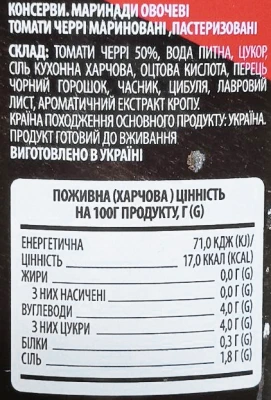 КОНСЕРВИ. МАРИНАДИ ОВОЧЕВІ
ТОМАТИ ЧЕРРІ МАРИНОВАНІ ,ПАСТЕРИЗОВАНІ
СКЛАД: ТОМАТИ ЧЕРРІ 50%, ВОДА ПИТНА, ЦУКОР,
СІЛЬ КУХОННА ХАРЧОВА, ОЦТОВА КИСЛОТА, ПЕРЕЦЬ
ЧОРНИЙ ГОРОШОК, ЧАСНИК, ЦИБУЛЯ, ЛАВРОВИЙ
ЛИСТ, АРОМАТИЧНИЙ ЕКСТРАКТ КРОПУ.
КРАЇНА ПОХОДЖЕННЯ ОСНОВНОГО ПРОДУКТУ: УКРАЇНА.
ПРОДУКТ ГОТОВИЙ ДО ВЖИВАННЯ
ВИГОТОВЛЕНО В УКРАЇНІ
ПОЖИВНА (ХАРЧОВА ) ЦІННІСТЬ
НА 100Г ПРОДУКТУ, Г (G)
ЕНЕРГЕТИЧНА 71,0 КДЖ (KJ)/
ЦІННІСТЬ 17,0 ККАЛ (KCAL)
ЖИРИ 0,0 Г (G)
З НИХ НАСИЧЕНІ 0,0 Г (G)
ВУГЛЕВОДИ 4,0 Г (G)
З НИХ ЦУКРИ 4,0 Г (G)
БІЛКИ 0,3 Г (G)
СІЛЬ 1,8 Г (G)